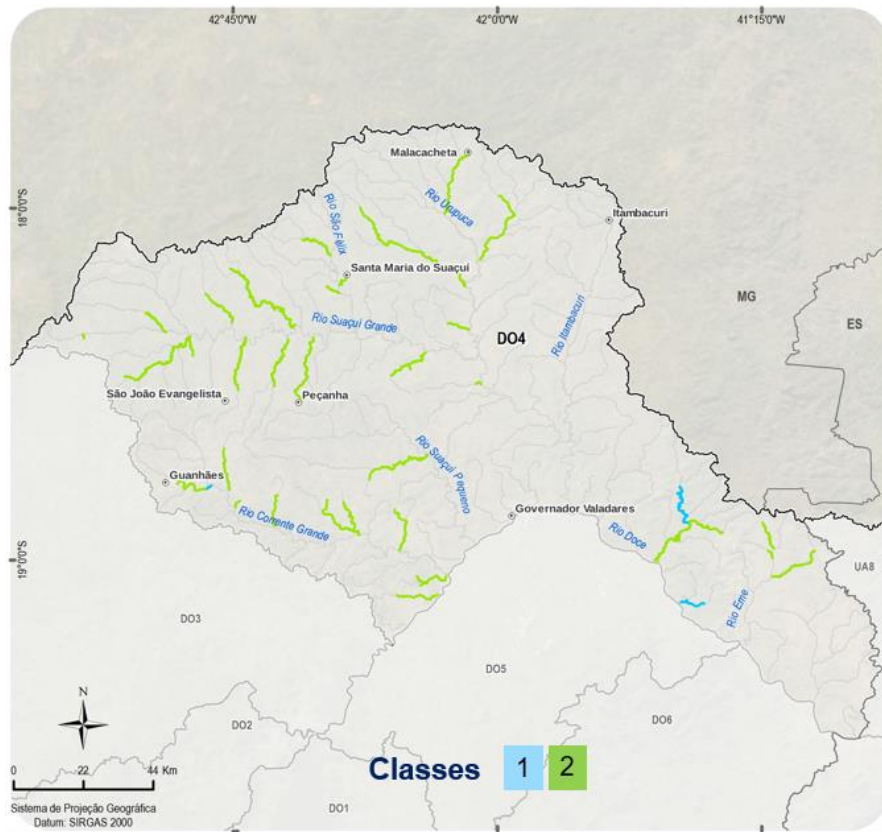 42°45'0"W
42°0'0"W
41°15'0"W
Malacacheta
18°0'0"S
Rio São Félix
Rio Urupuca
Itambacuri
Santa Maria do Suaçuí
MG
ES
Rio Suaçuí Grande
DO4
Rio Itambacuri
São João Evangelista
Peçanha
Rio Suaçuí Pequeno
Guanhães
Rio Corrente Grande
Governador Valadares
Rio Doce
19°0'0"S
UA8
Rio Eme
DO3
DO5
N
DO2
DO6
Classes 1 2
0 22 44 Km
Sistema de Projeção Geográfica
Datum: SIRGAS 2000
DO1